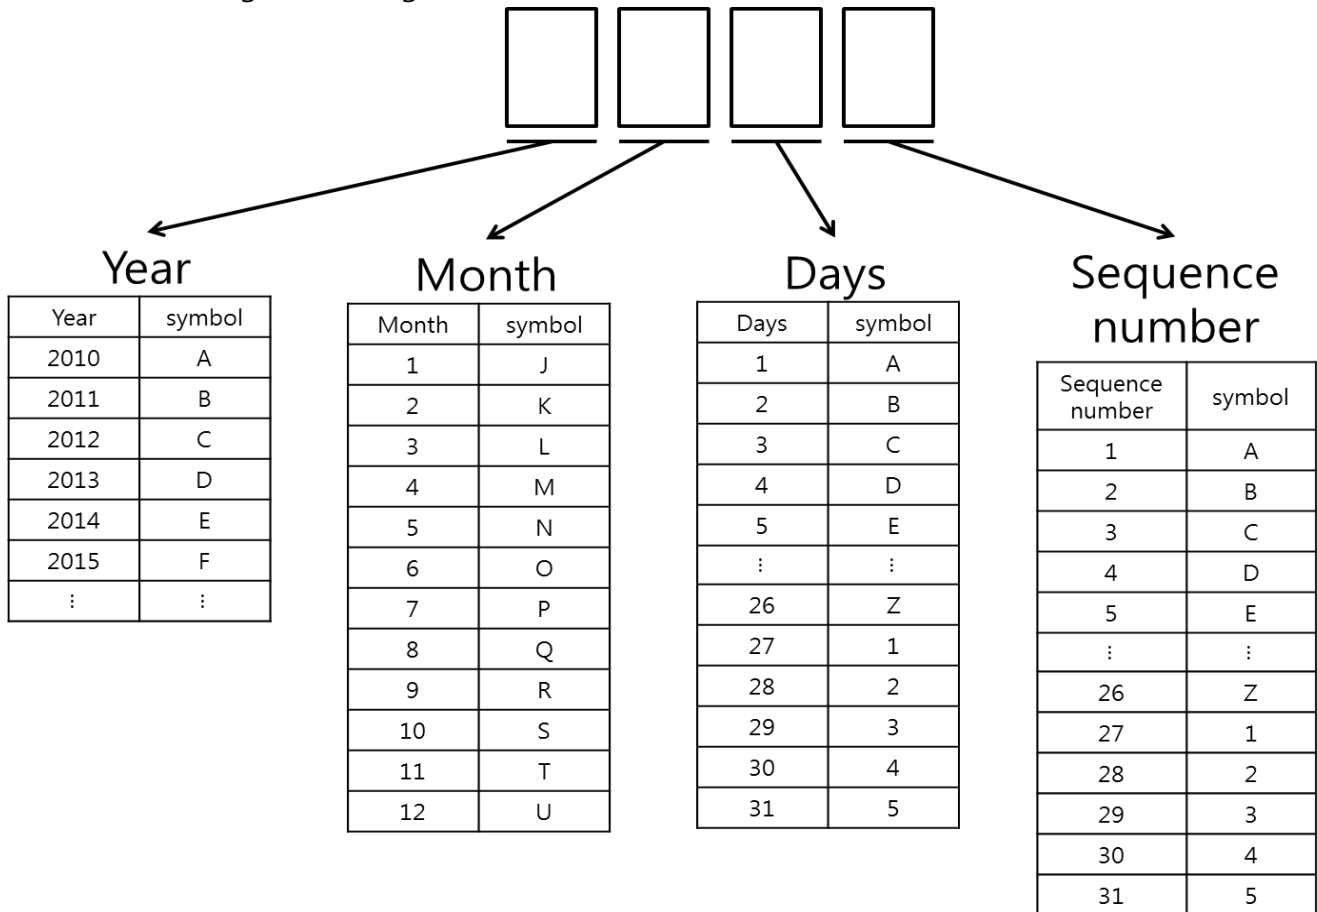 Year
Year symbol
2010 A
2011 B
2012 C
2013 D
2014 E
2015 F
⋮ ⋮
Month
Month symbol
1 J
2 K
3 L
4 M
5 N
6 O
7 P
8 Q
9 R
10 S
11 T
12 U
Days
Days symbol
1 A
2 B
3 C
4 D
5 E
⋮ ⋮
26 Z
27 1
28 2
29 3
30 4
31 5
Sequence
number
Sequence
number symbol
1 A
2 B
3 C
4 D
5 E
⋮ ⋮
26 Z
27 1
28 2
29 3
30 4
31 5